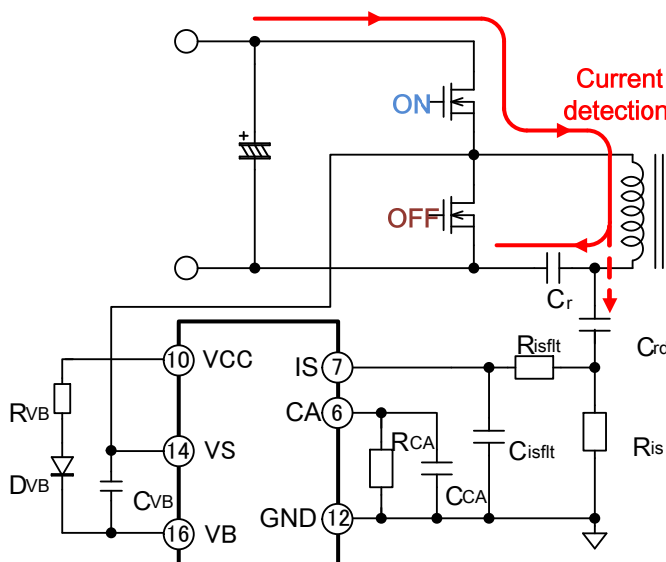 Current
detection
ON
+
OFF
Cr
Crd
Risflt
10 VCC
IS 7
CA 6
RVB
RCA
Cisflt
Ris
14 VS
DVB
CVB
CCA
16 VB
GND 12